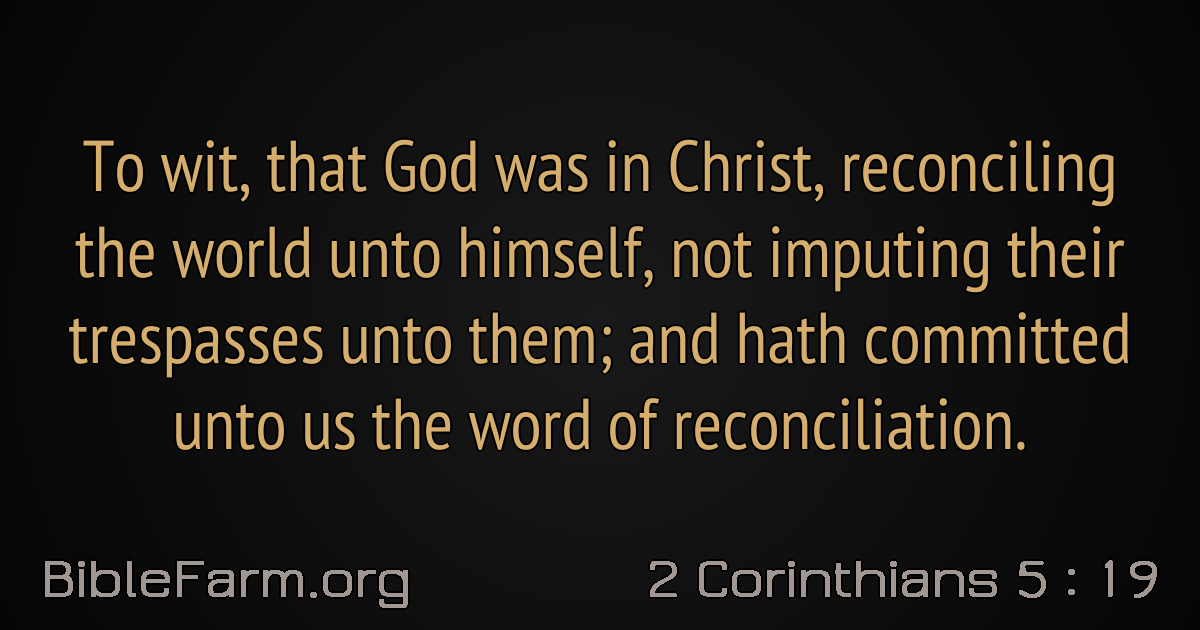 To wit, that God was in Christ, reconciling
the world unto himself, not imputing their
trespasses unto them; and hath committed
unto us the word of reconciliation.
BibleFarm.org
2 Corinthians 5 : 19